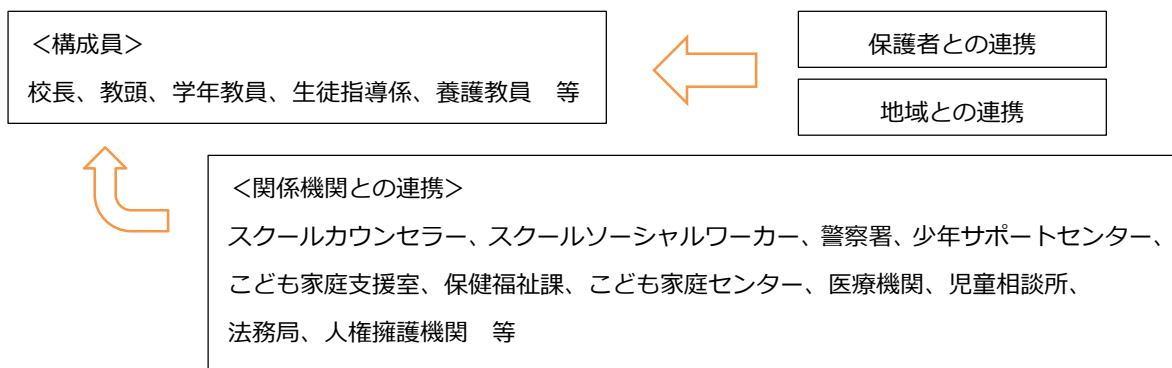 ＜構成員＞
校長、教頭、学年教員、生徒指導係、養護教員　等
保護者との連携
地域との連携
＜関係機関との連携＞
スクールカウンセラー、スクールソーシャルワーカー、警察署、少年サポートセンター、
こども家庭支援室、保健福祉課、こども家庭センター、医療機関、児童相談所、
法務局、人権擁護機関　等